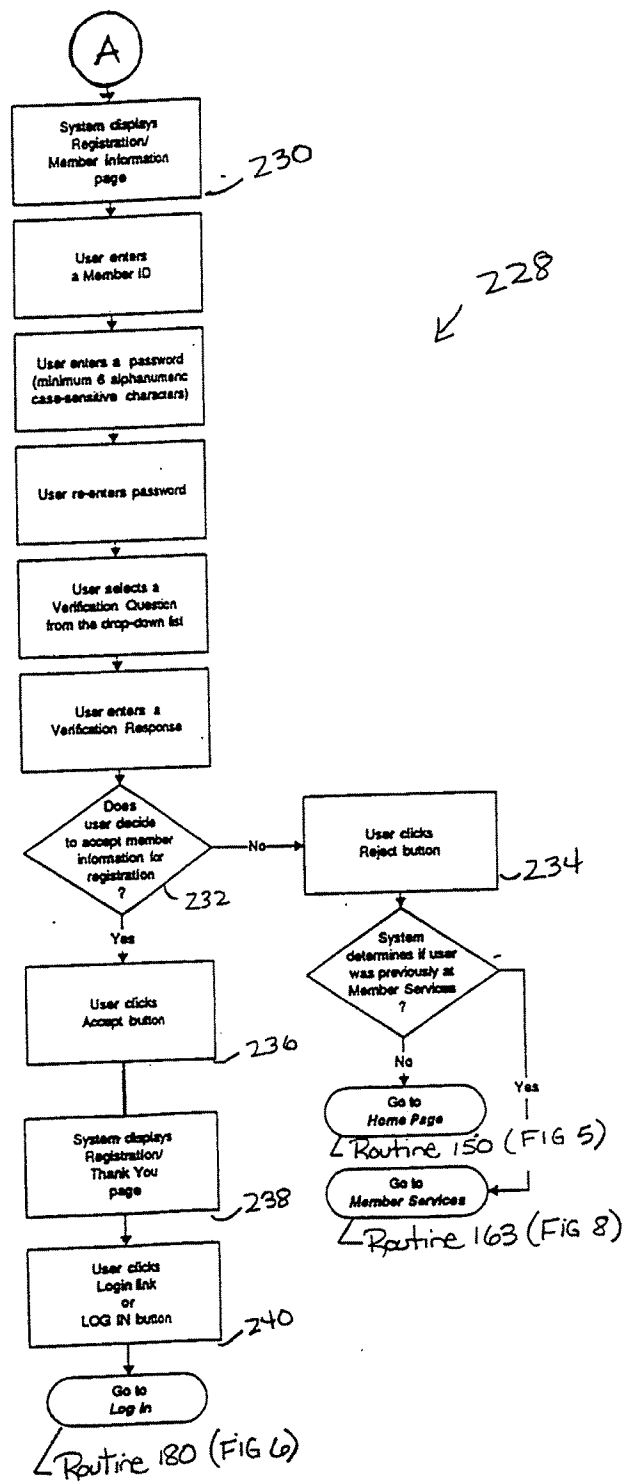 A
System displays
Registration/
Member information
page
230
User enters
a Member ID
228
User enters a password
(minimum 6 alphanumeric
case-sensitive characters)
User re-enters password
User selects a
Verification Question
from the drop-down list
User enters a
Verification Response
Does
user decide
to accept member
information for
registration
?
232
No
User clicks
Reject button
234
Yes
System
determines if user
was previously at
Member Services
?
User clicks
Accept button
236
No
Yes
Go to
Home Page
Routine 150 (FIG 5)
System displays
Registration/
Thank You
page
238
Go to
Member Services
Routine 163 (FIG 8)
User clicks
Login link
or
LOG IN button
240
Go to
Log In
Routine 180 (FIG 6)